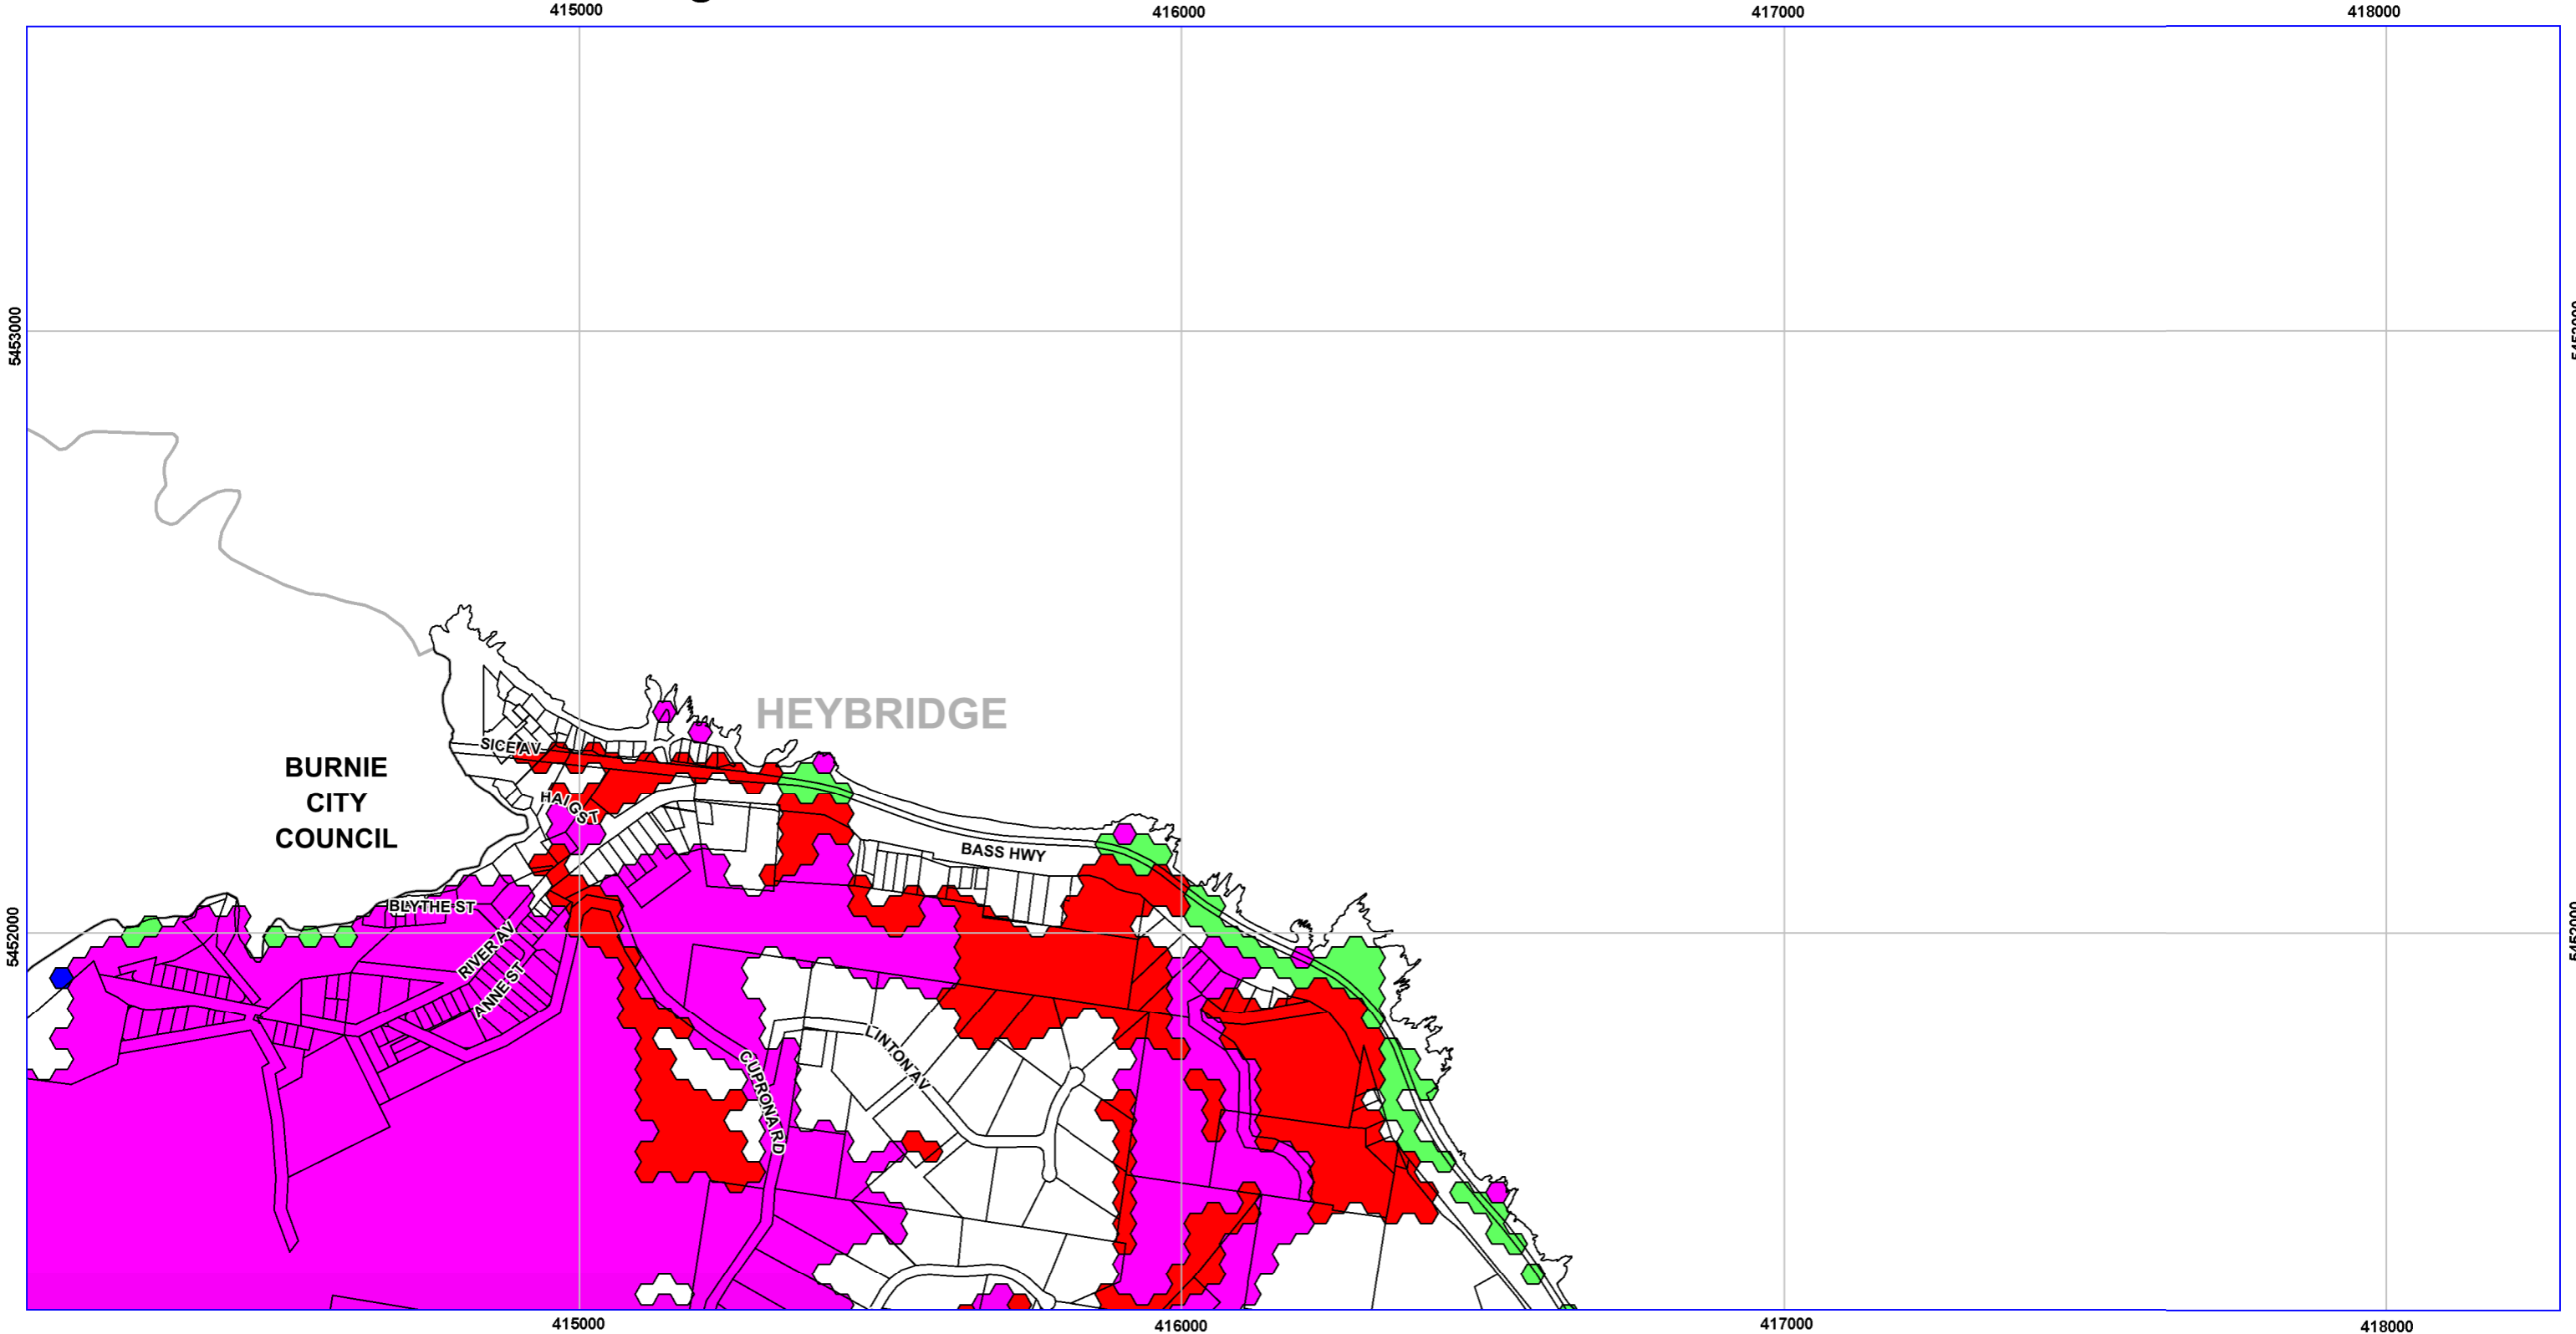 415000
416000
417000
418000
5453000
HEYBRIDGE
SICE AV
BURNIE
CITY
COUNCIL
HAIG ST
BASS HWY
BLYTHE ST
5452000
RIVER AV
ANNE ST
LINTON AV
CUPRONA RD
415000
416000
417000
418000